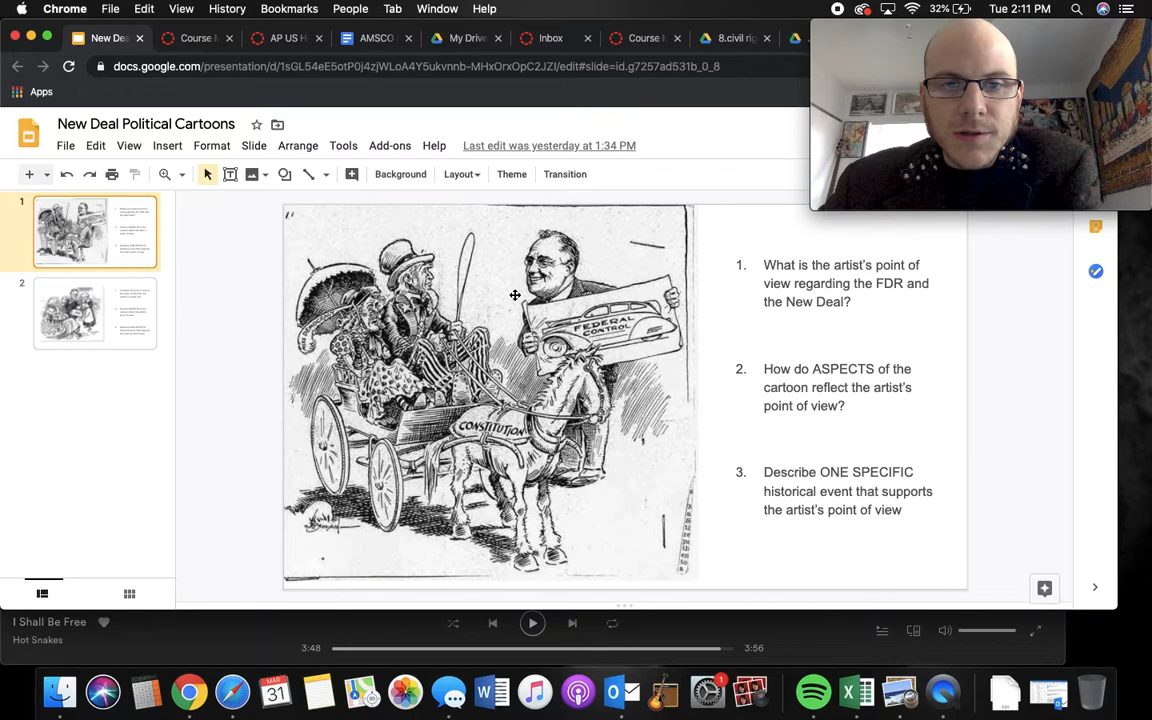 Chrome File Edit View History Bookmarks People Tab Window Help 32% Tue 2:11 PM
New Dea Course AP US H AMSCO My Drive Inbox Course 8.civil rig
docs.google.com/presentation/d/1sGL54eE5otP0j4zjWLoA4Y5ukvnnb-MHxOrxOpC2JZI/edit#slide=id.g7257ad531b_0_8
Apps
New Deal Political Cartoons
File Edit View Insert Format Slide Arrange Tools Add-ons Help Last edit was yesterday at 1:34 PM
Background Layout Theme Transition
1
2
FEDERAL
CONTROL
CONSTITUTION
1. What is the artist's point of
view regarding the FDR and
the New Deal?
2. How do ASPECTS of the
cartoon reflect the artist's
point of view?
3. Describe ONE SPECIFIC
historical event that supports
the artist's point of view
I Shall Be Free
Hot Snakes
3:48 3:56
MAR
31
1